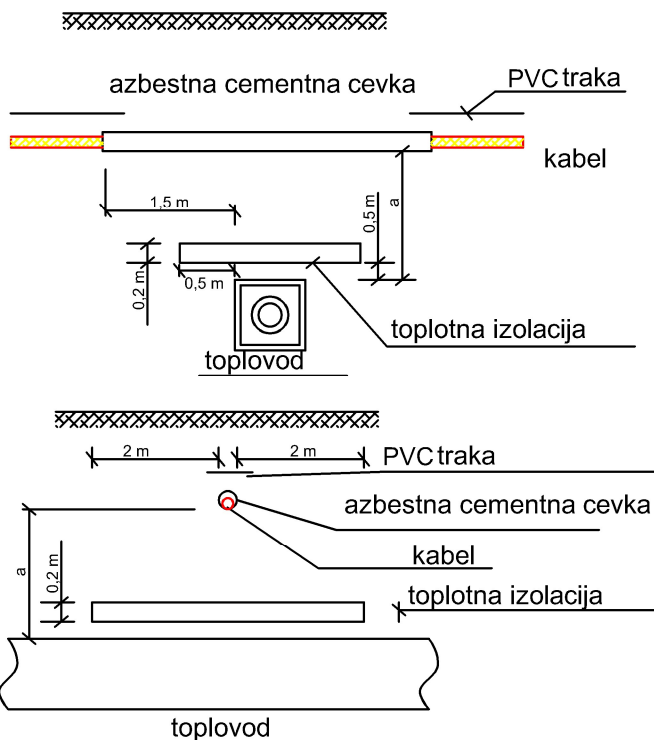 azbestna cementna cevka
PVC traka
kabel
1,5 m
a
0,5 m
0,2 m
0,5 m
toplotna izolacija
toplovod
2 m
2 m
PVC traka
azbestna cementna cevka
kabel
a
0,2 m
toplotna izolacija
toplovod